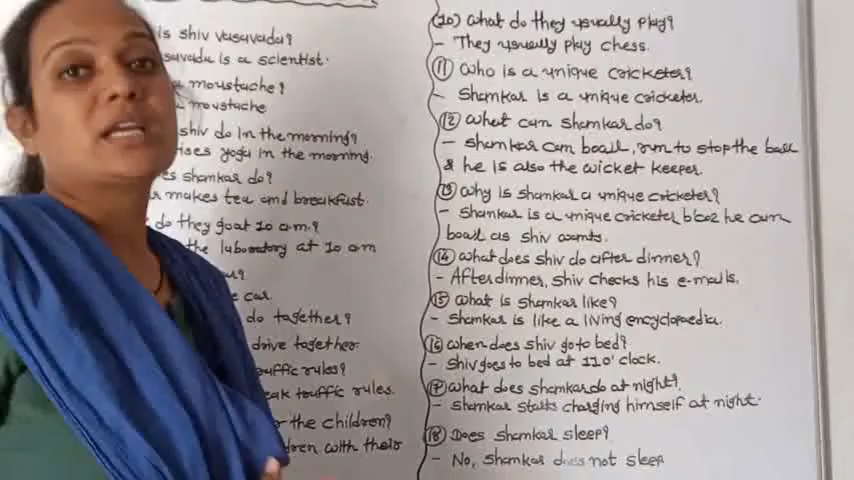 is shiv vasavada?
suvada is a scientist.
a moustache?
a moustache
shiv do in the morning?
ises yoga in the morning.
es shamkar do?
r makes tea and breakfast.
do they go at 10 a.m.?
the laboratory at 10 am
e car.
do together?
drive together.
uffic rules?
eak traffic rules.
or the children?
dren with their
(10) What do they usually play?
- They usually play chess.
(11) Who is a unique cricketer?
- Shamkar is a unique cricketer.
(12) What can shamkar do?
- shamkar can bowl, run to stop the ball
& he is also the wicket keeper.
(13) Why is shamkar a unique cricketer?
- Shamkar is a unique cricketer b'coz he can
bowl as shiv wants.
(14) What does shiv do after dinner?
- After dinner, shiv checks his e-mails.
(15) What is shamkar like?
- Shamkar is like a living encyclopaedia.
(16) When does shiv go to bed?
- Shiv goes to bed at 11 o'clock.
(17) What does shamkar do at night?
- Shamkar starts charging himself at night.
(18) Does shamkar sleep?
- No, shamkar does not sleep